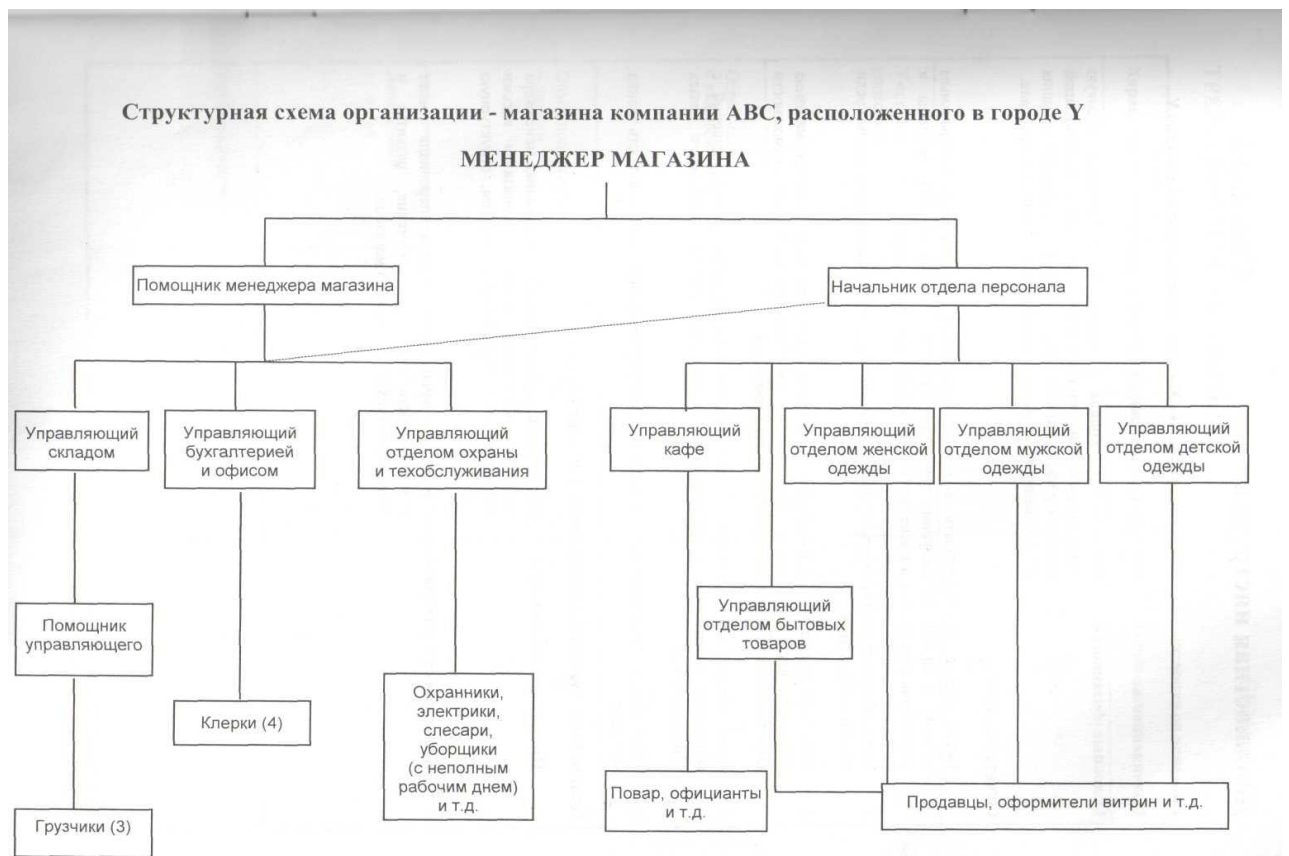 Структурная схема организации - магазина компании ABC, расположенного в городе Y
МЕНЕДЖЕР МАГАЗИНА
Помощник менеджера магазина
Начальник отдела персонала
Управляющий
складом
Управляющий
бухгалтерией
и офисом
Управляющий
отделом охраны
и техобслуживания
Управляющий
кафе
Управляющий
отделом женской
одежды
Управляющий
отделом мужской
одежды
Управляющий
отделом детской
одежды
Помощник
управляющего
Управляющий
отделом бытовых
товаров
Клерки (4)
Охранники,
электрики,
слесари,
уборщики
(с неполным
рабочим днем)
и т.д.
Повар, официанты
и т.д.
Продавцы, оформители витрин и т.д.
Грузчики (3)